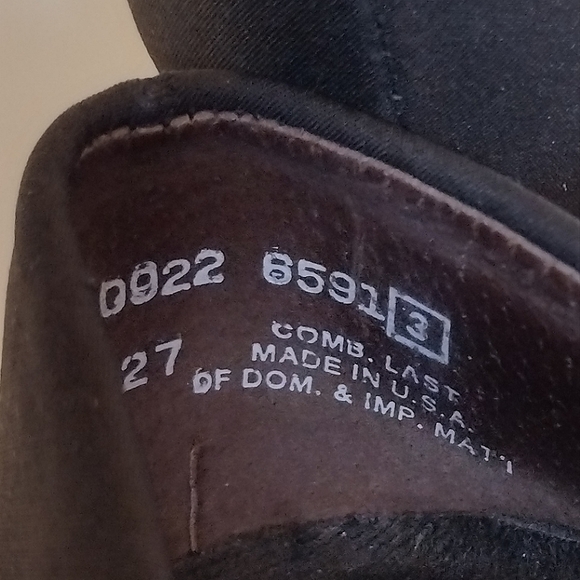 0922 6591 3
27
COMB. LAST
MADE IN U.S.A.
OF DOM. & IMP. MAT'L